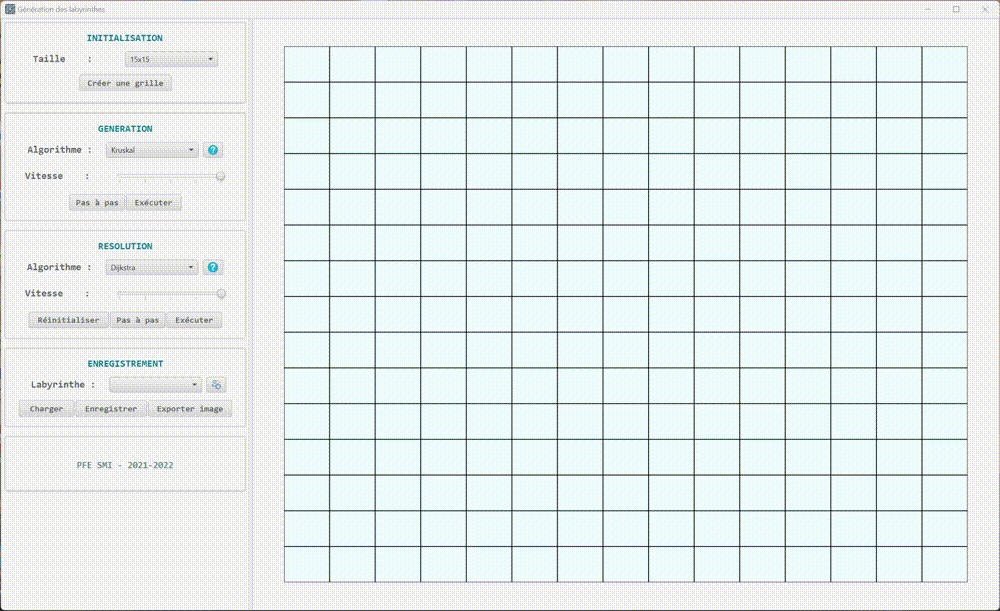 Génération des labyrinthes
INITIALISATION
Taille :
15x15
Créer une grille
GENERATION
Algorithme :
Kruskal
?
Vitesse :
Pas à pas
Exécuter
RESOLUTION
Algorithme :
Dijkstra
?
Vitesse :
Réinitialiser
Pas à pas
Exécuter
ENREGISTREMENT
Labyrinthe :
Charger
Enregistrer
Exporter image
PFE SMI - 2021-2022